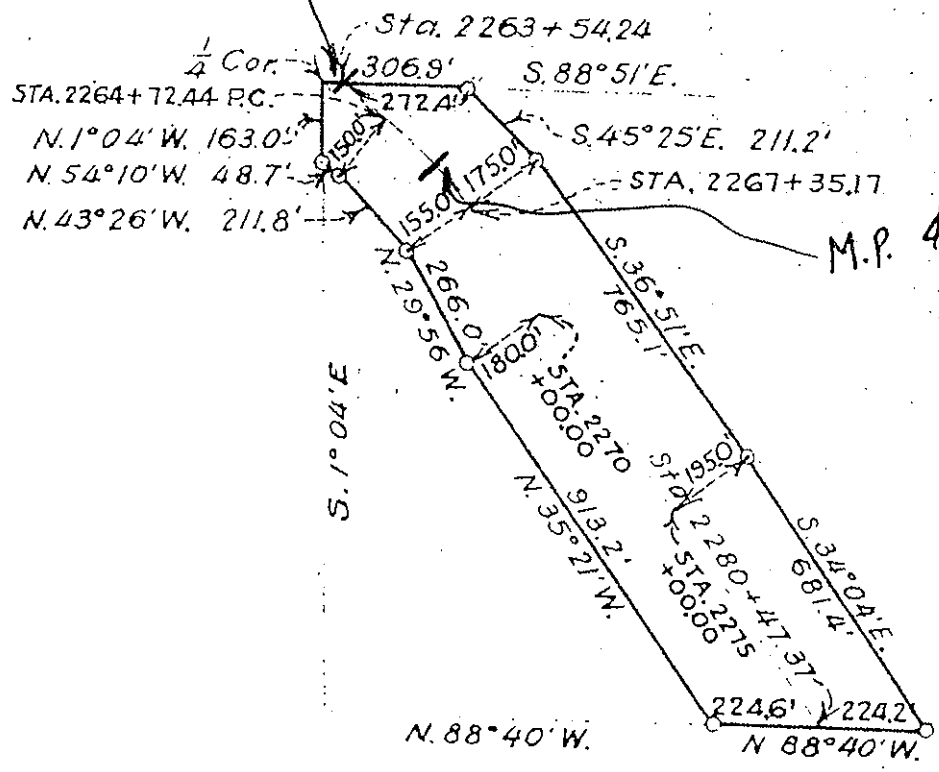 Sta. 2263+54.24
1/4 Cor.
306.9'
S. 88°51'E.
STA. 2264+72.44 P.C.
272.4'
N. 1°04'W. 163.0'
150.0'
S. 45°25'E. 211.2'
N. 54°10'W. 48.7'
175.0'
STA. 2267+35.17
N. 43°26'W. 211.8'
155.0'
M.P. 4
N. 29°56'W.
266.0'
S. 36°51'E.
765.1'
180.0'
STA. 2270
+00.00
S. 1°04'E
195.0'
N. 35°21'W.
913.2'
Sta. 2280+47.37
STA. 2275
+00.00
S. 34°04'E.
681.4'
224.6'
224.2'
N. 88°40'W.
N 88°40'W.